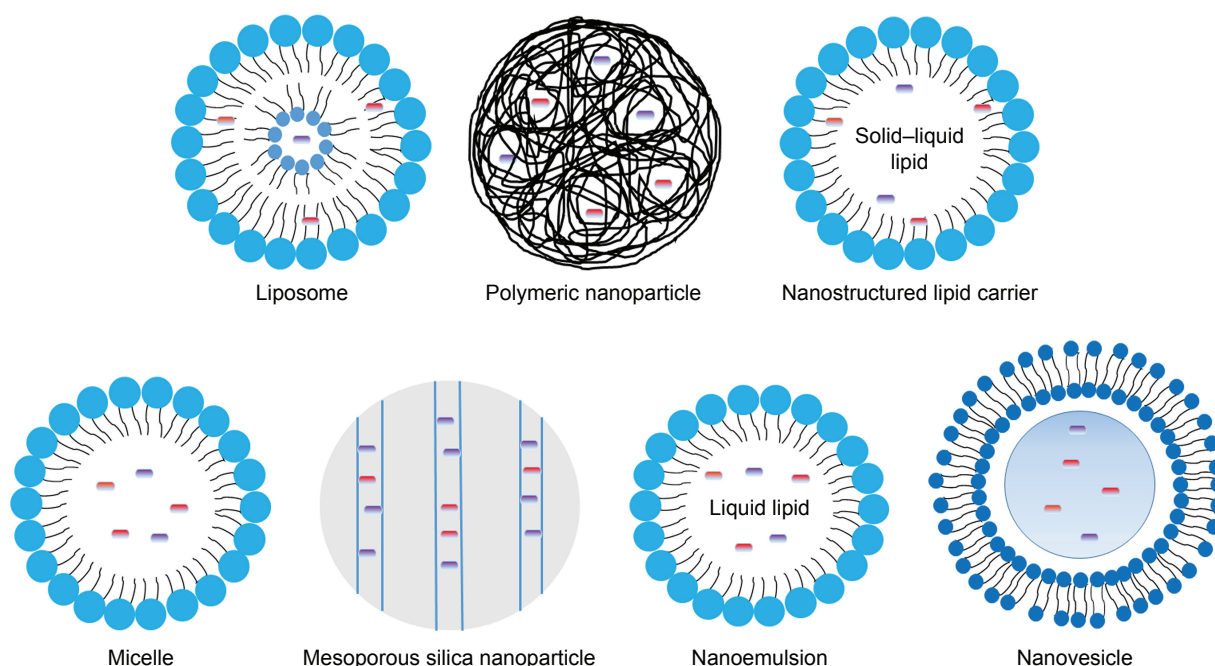 Solid–liquid
lipid
Liposome
Polymeric nanoparticle
Nanostructured lipid carrier
Liquid lipid
Micelle
Mesoporous silica nanoparticle
Nanoemulsion
Nanovesicle